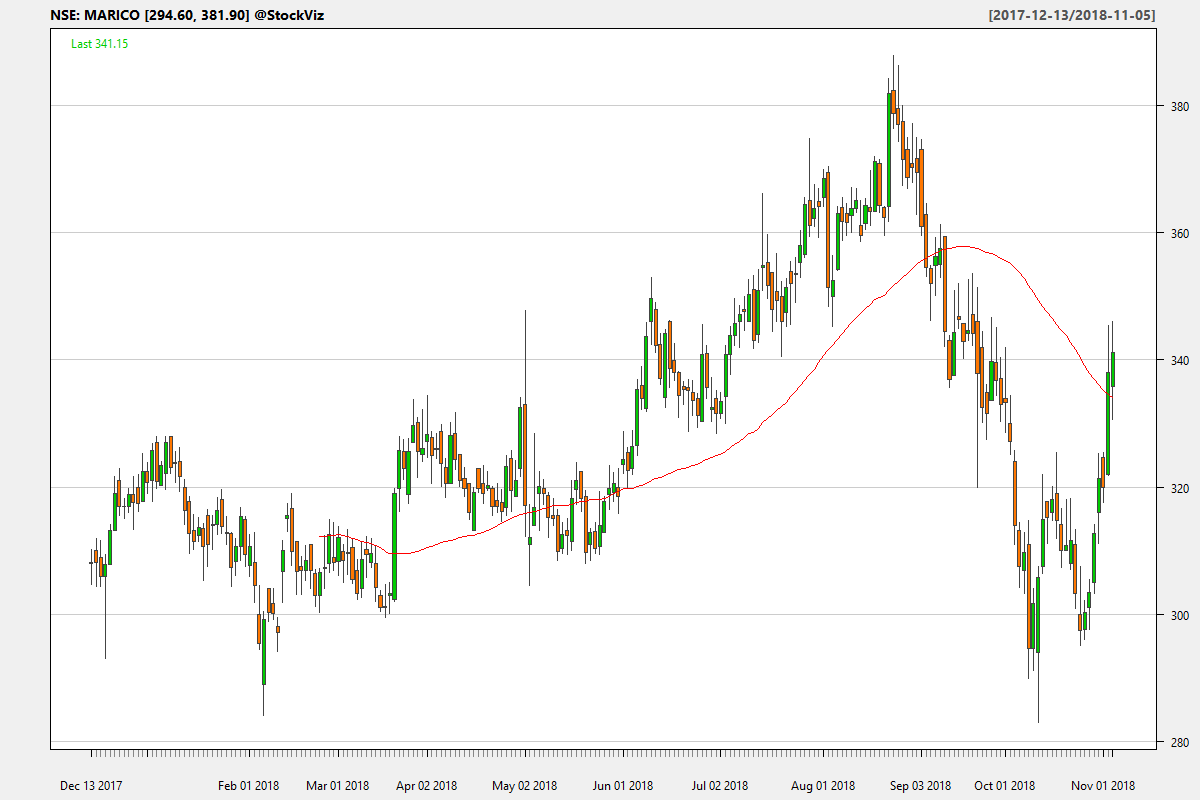 NSE: MARICO [294.60, 381.90] @StockViz [2017-12-13/2018-11-05]
Last 341.15
380
360
340
320
300
280
Dec 13 2017 Feb 01 2018 Mar 01 2018 Apr 02 2018 May 02 2018 Jun 01 2018 Jul 02 2018 Aug 01 2018 Sep 03 2018 Oct 01 2018 Nov 01 2018